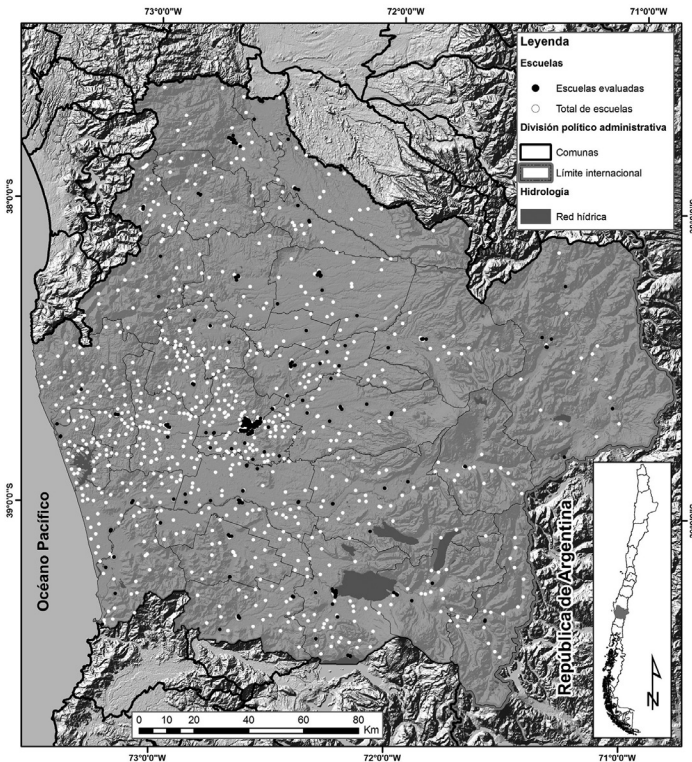 73°0'0"W
72°0'0"W
71°0'0"W
Leyenda
Escuelas
Escuelas evaluadas
Total de escuelas
División político administrativa
Comunas
Límite internacional
Hidrología
Red hídrica
38°0'0"S
39°0'0"S
Océano Pacífico
República de Argentina
N
0 10 20 40 60 80
Km
73°0'0"W
72°0'0"W
71°0'0"W